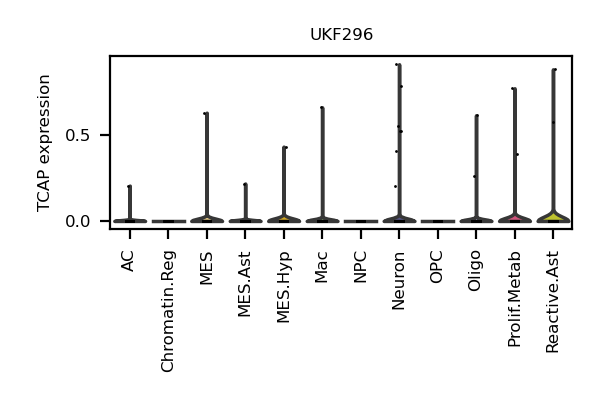 UKF296
TCAP expression
0.5
0.0
AC
Chromatin.Reg
MES
MES.Ast
MES.Hyp
Mac
NPC
Neuron
OPC
Oligo
Prolif.Metab
Reactive.Ast